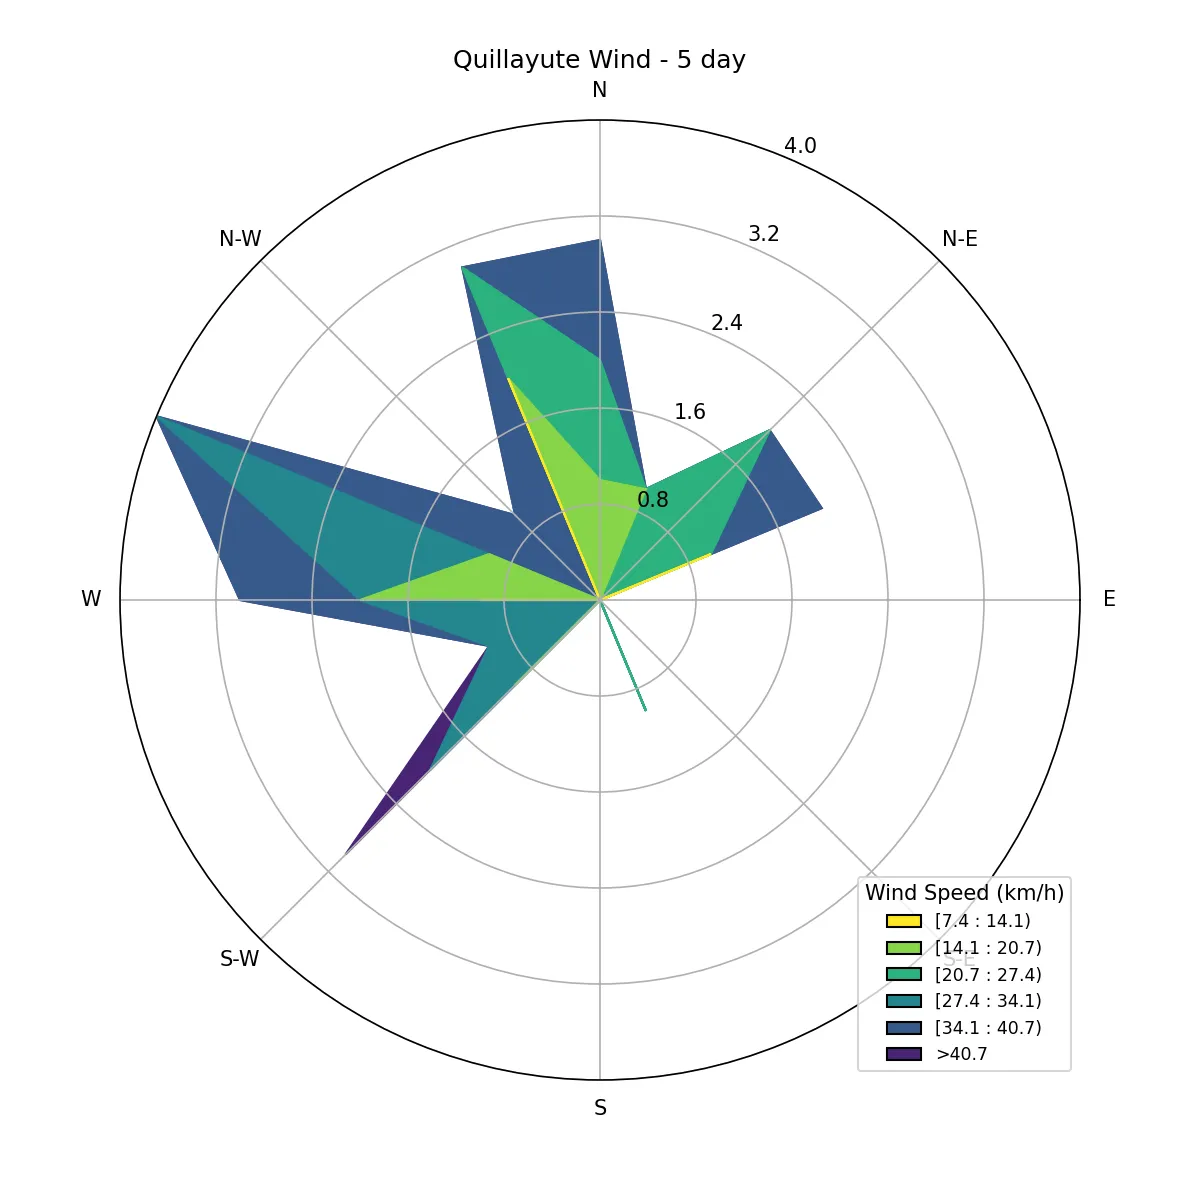 Quillayute Wind - 5 day
N
4.0
N-W
3.2
N-E
2.4
1.6
0.8
W
E
Wind Speed (km/h)
[7.4 : 14.1)
[14.1 : 20.7)
S-W
S-E
[20.7 : 27.4)
[27.4 : 34.1)
[34.1 : 40.7)
>40.7
S